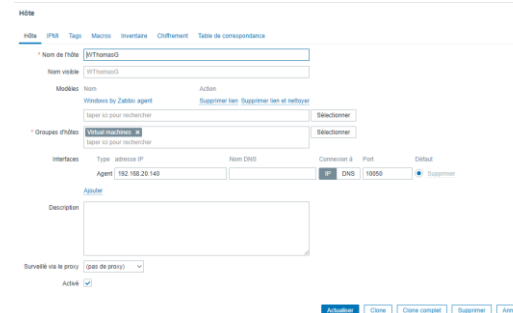 Hôte
Hôte IPMI Tags Macros Inventaire Chiffrement Table de correspondance
* Nom de l'hôte WThomasG
Nom visible WThomasG
Modèles Nom Action
Windows by Zabbix agent Supprimer lien Supprimer lien et nettoyer
taper ici pour rechercher Sélectionner
* Groupes d'hôtes Virtual machines × Sélectionner
taper ici pour rechercher
Interfaces Type adresse IP Nom DNS Connexion à Port Défaut
Agent 192.168.20.140 IP DNS 10050 Supprimer
Ajouter
Description
Surveillé via le proxy (pas de proxy)
Activé
Actualiser Clone Clone complet Supprimer